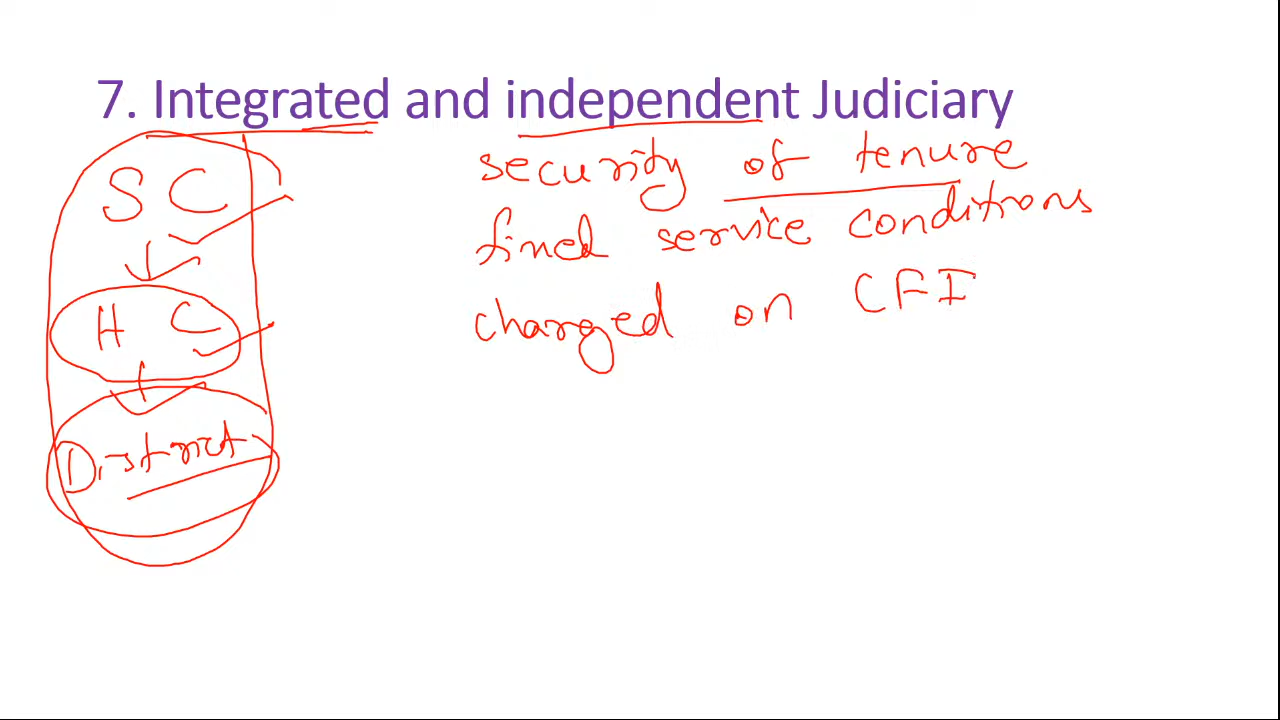 7. Integrated and independent Judiciary
SC
HC
District
security of tenure
fixed service conditions
charged on CFI